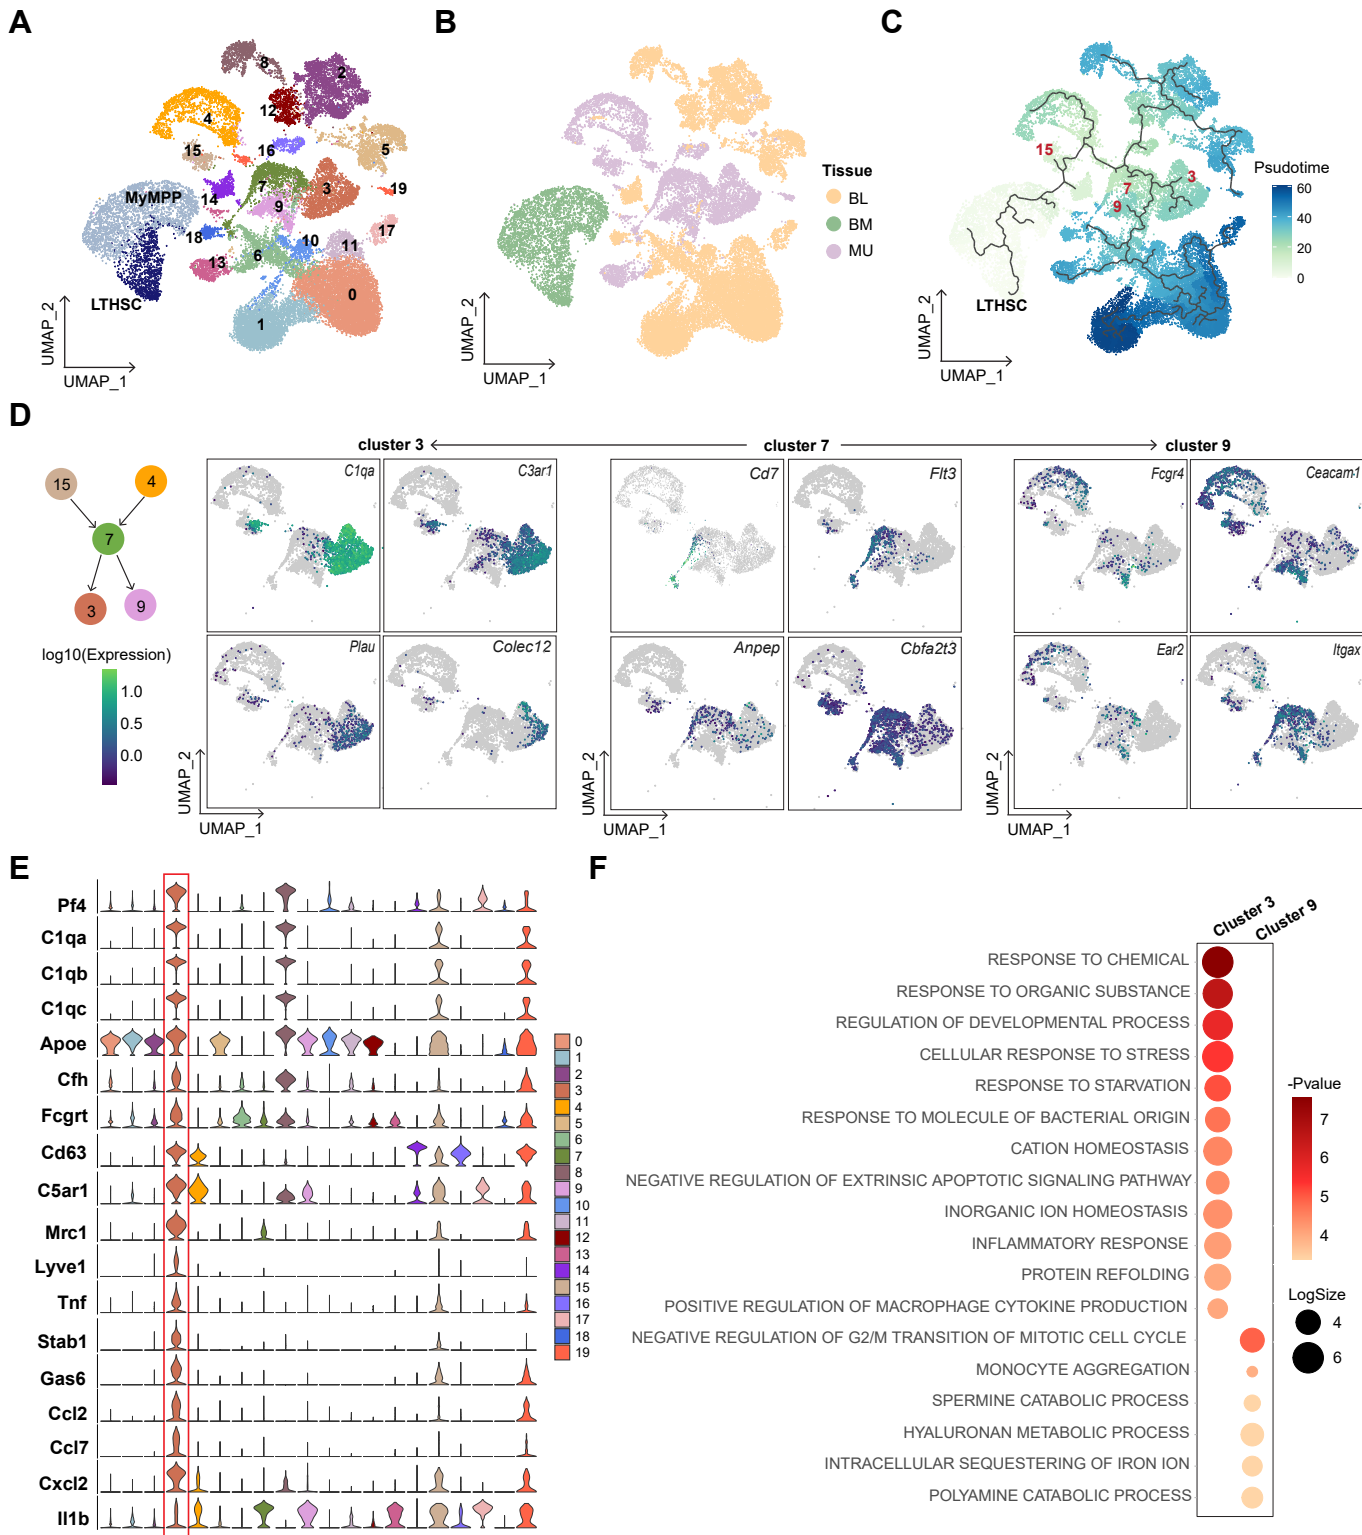 A
8
2
12
4
15
16
5
7
3
19
MyMPP
14
9
17
18
10
11
6
13
0
LTHSC
1
UMAP_2
UMAP_1
B
Tissue
BL
BM
MU
UMAP_2
UMAP_1
C
15
7
3
9
LTHSC
Psudotime
60
40
20
0
UMAP_2
UMAP_1
D
15
4
7
3
9
log10(Expression)
1.0
0.5
0.0
cluster 3
cluster 7
cluster 9
C1qa
C3ar1
Cd7
Flt3
Fcgr4
Ceacam1
Plau
Colec12
Anpep
Cbfa2t3
Ear2
Itgax
UMAP_2
UMAP_1
UMAP_2
UMAP_1
UMAP_2
UMAP_1
E
Pf4
C1qa
C1qb
C1qc
Apoe
Cfh
Fcgrt
Cd63
C5ar1
Mrc1
Lyve1
Tnf
Stab1
Gas6
Ccl2
Ccl7
Cxcl2
Il1b
0
1
2
3
4
5
6
7
8
9
10
11
12
13
14
15
16
17
18
19
F
Cluster 3
Cluster 9
RESPONSE TO CHEMICAL
RESPONSE TO ORGANIC SUBSTANCE
REGULATION OF DEVELOPMENTAL PROCESS
CELLULAR RESPONSE TO STRESS
RESPONSE TO STARVATION
RESPONSE TO MOLECULE OF BACTERIAL ORIGIN
CATION HOMEOSTASIS
NEGATIVE REGULATION OF EXTRINSIC APOPTOTIC SIGNALING PATHWAY
INORGANIC ION HOMEOSTASIS
INFLAMMATORY RESPONSE
PROTEIN REFOLDING
POSITIVE REGULATION OF MACROPHAGE CYTOKINE PRODUCTION
NEGATIVE REGULATION OF G2/M TRANSITION OF MITOTIC CELL CYCLE
MONOCYTE AGGREGATION
SPERMINE CATABOLIC PROCESS
HYALURONAN METABOLIC PROCESS
INTRACELLULAR SEQUESTERING OF IRON ION
POLYAMINE CATABOLIC PROCESS
-Pvalue
7
6
5
4
LogSize
4
6